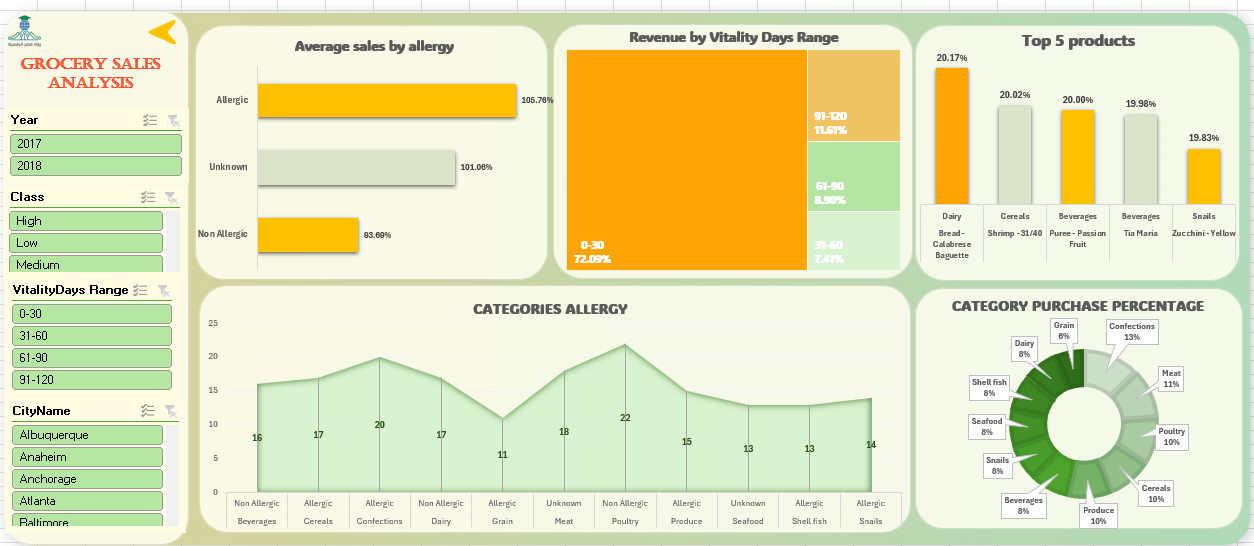 GROCERY SALES
ANALYSIS
Year
2017
2018
Class
High
Low
Medium
VitalityDays Range
0-30
31-60
61-90
91-120
CityName
Albuquerque
Anaheim
Anchorage
Atlanta
Baltimore
Average sales by allergy
Allergic
105.76%
Unknown
101.06%
Non Allergic
93.69%
Revenue by Vitality Days Range
0-30
72.09%
91-120
11.61%
61-90
8.90%
31-60
7.41%
Top 5 products
20.17%
20.02%
20.00%
19.98%
19.83%
Dairy
Cereals
Beverages
Beverages
Snails
Bread -
Calabrese
Baguette
Shrimp - 31/40
Puree - Passion
Fruit
Tia Maria
Zucchini - Yellow
CATEGORIES ALLERGY
25
20
15
10
5
0
16
17
20
17
11
18
22
15
13
13
14
Non Allergic
Allergic
Allergic
Non Allergic
Allergic
Unknown
Non Allergic
Allergic
Unknown
Allergic
Allergic
Beverages
Cereals
Confections
Dairy
Grain
Meat
Poultry
Produce
Seafood
Shell fish
Snails
CATEGORY PURCHASE PERCENTAGE
Confections
13%
Meat
11%
Poultry
10%
Cereals
10%
Produce
10%
Beverages
8%
Snails
8%
Seafood
8%
Shell fish
8%
Dairy
8%
Grain
6%